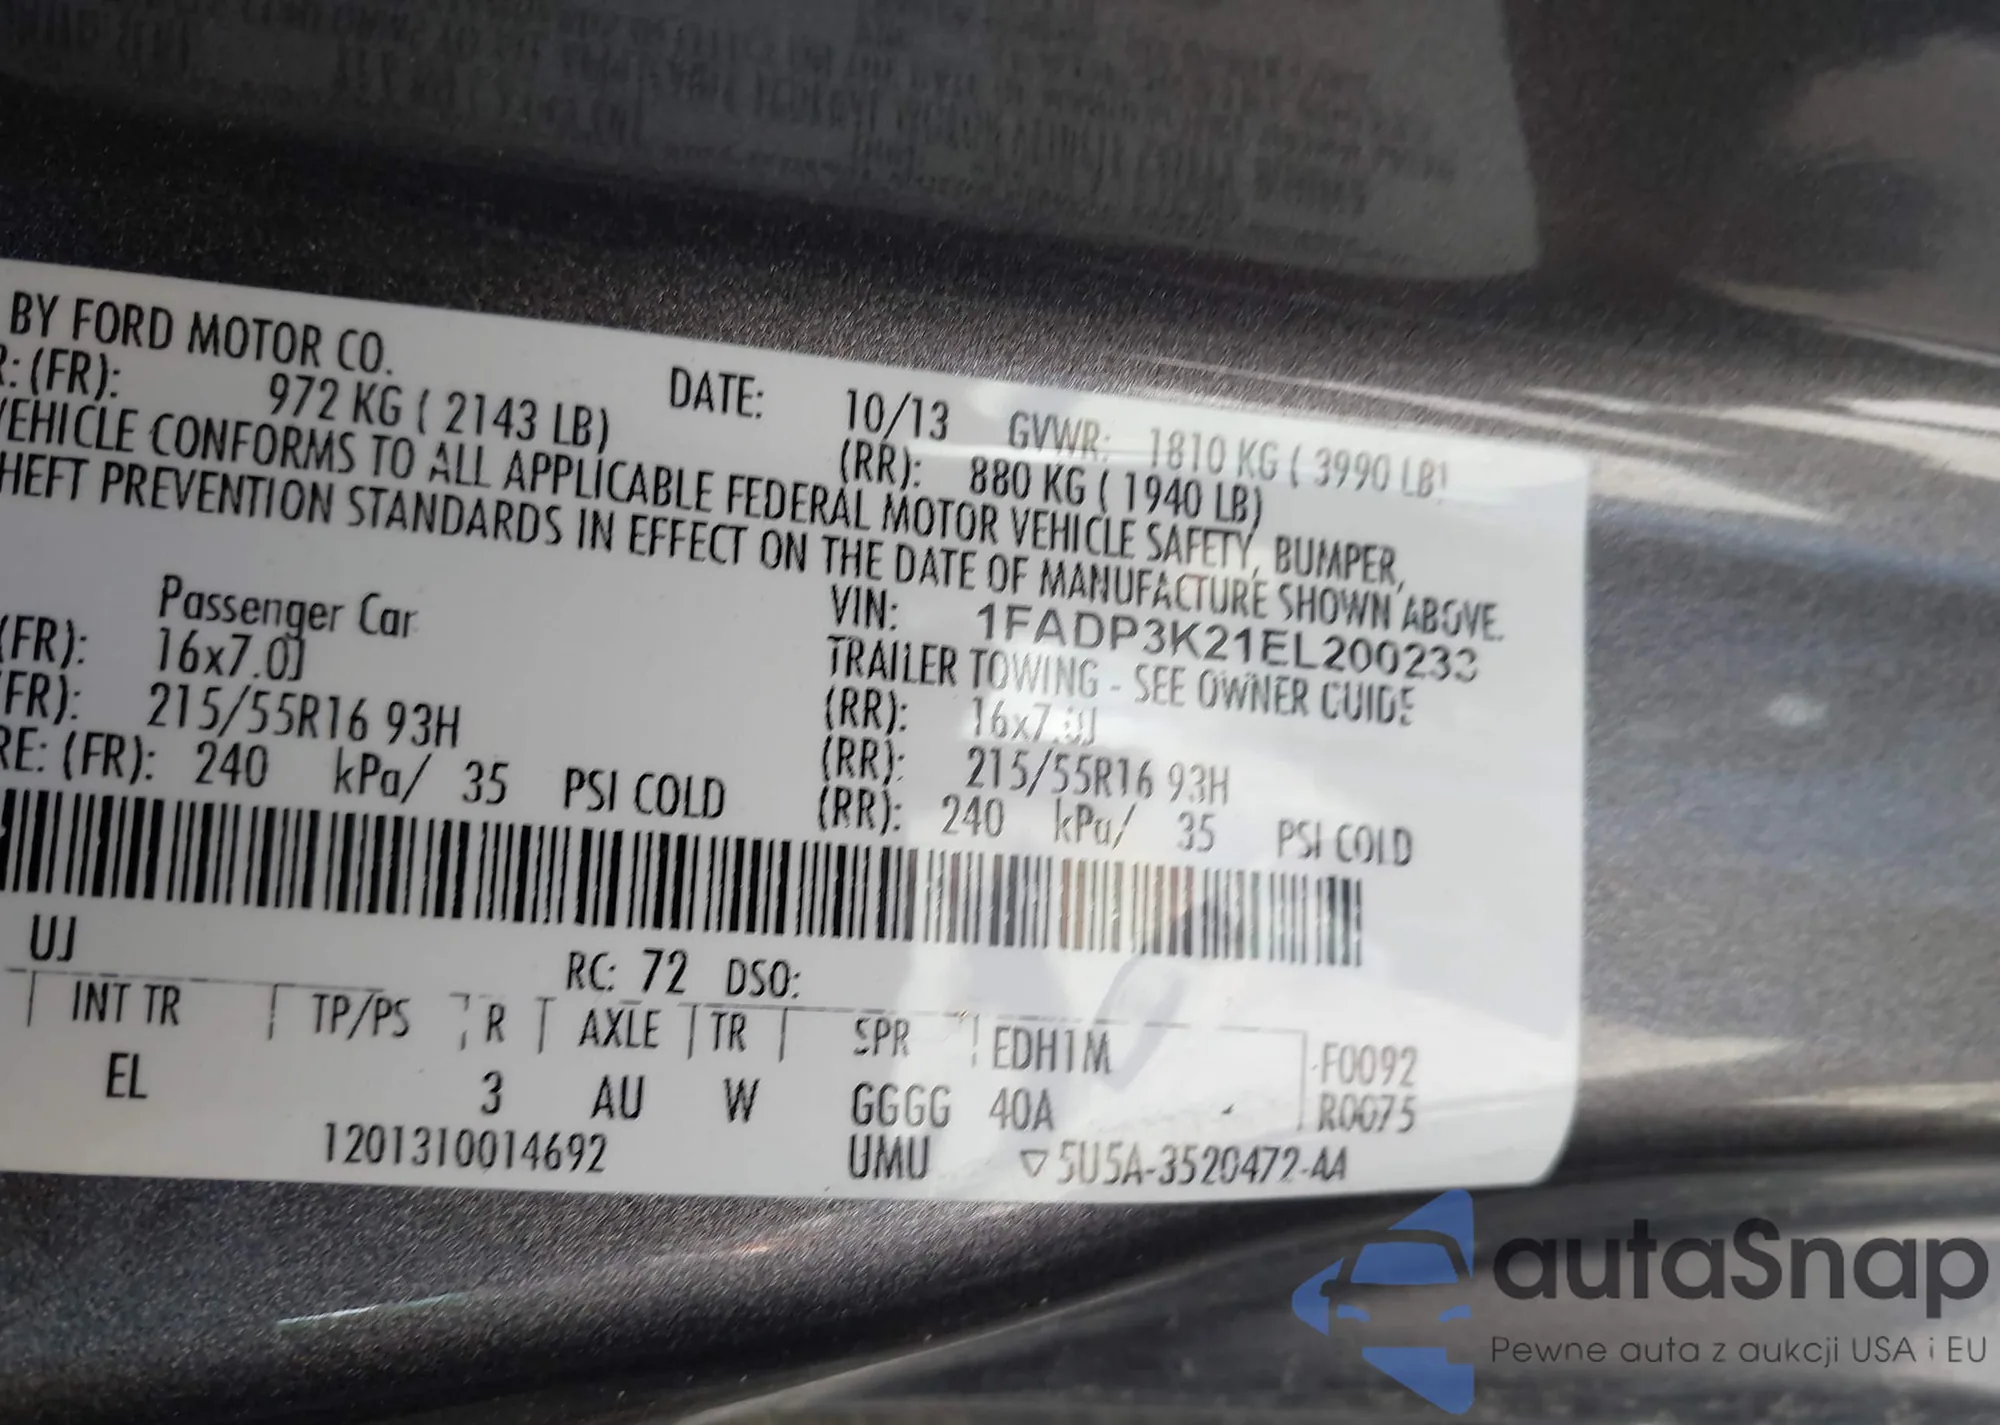 BY FORD MOTOR CO.
DATE: 10/13 GVWR: 1810 KG ( 3990 LB)
R: (FR): 972 KG ( 2143 LB) (RR): 880 KG ( 1940 LB)
VEHICLE CONFORMS TO ALL APPLICABLE FEDERAL MOTOR VEHICLE SAFETY, BUMPER,
HEFT PREVENTION STANDARDS IN EFFECT ON THE DATE OF MANUFACTURE SHOWN ABOVE.
VIN: 1FADP3K21EL200233
Passenger Car TRAILER TOWING - SEE OWNER GUIDE
(FR): 16x7.0J (RR): 16x7.0J
(FR): 215/55R16 93H (RR): 215/55R16 93H
RE: (FR): 240 kPa/ 35 PSI COLD (RR): 240 kPa/ 35 PSI COLD
UJ RC: 72 DSO:
INT TR TP/PS R AXLE TR SPR EDH1M F0092
EL 3 AU W GGGG 40A R0075
1201310014692 UMU ▽5U5A-3520472-AA
autaSnap
Pewne auta z aukcji USA i EU